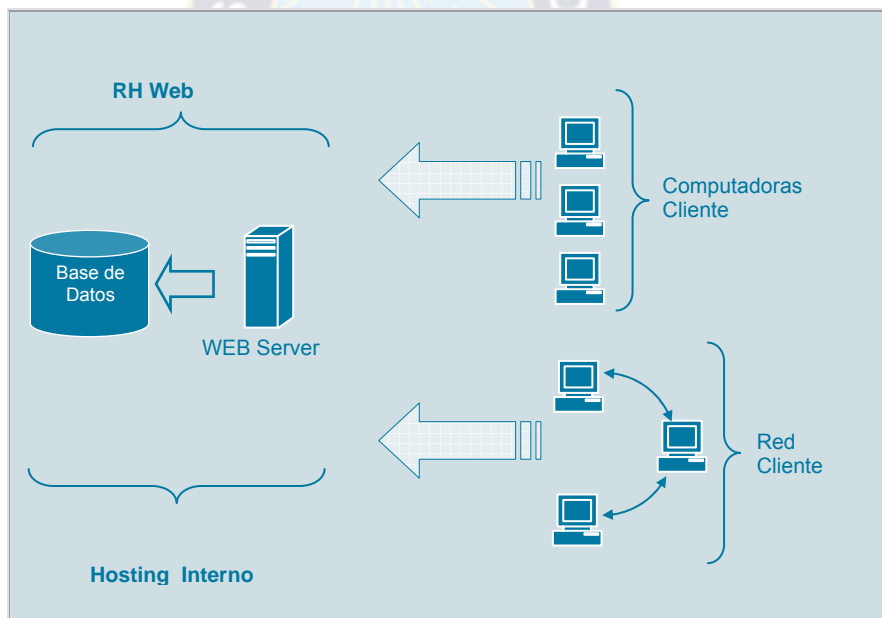 RH Web
Computadoras
Cliente
Base de
Datos
WEB Server
Red
Cliente
Hosting Interno